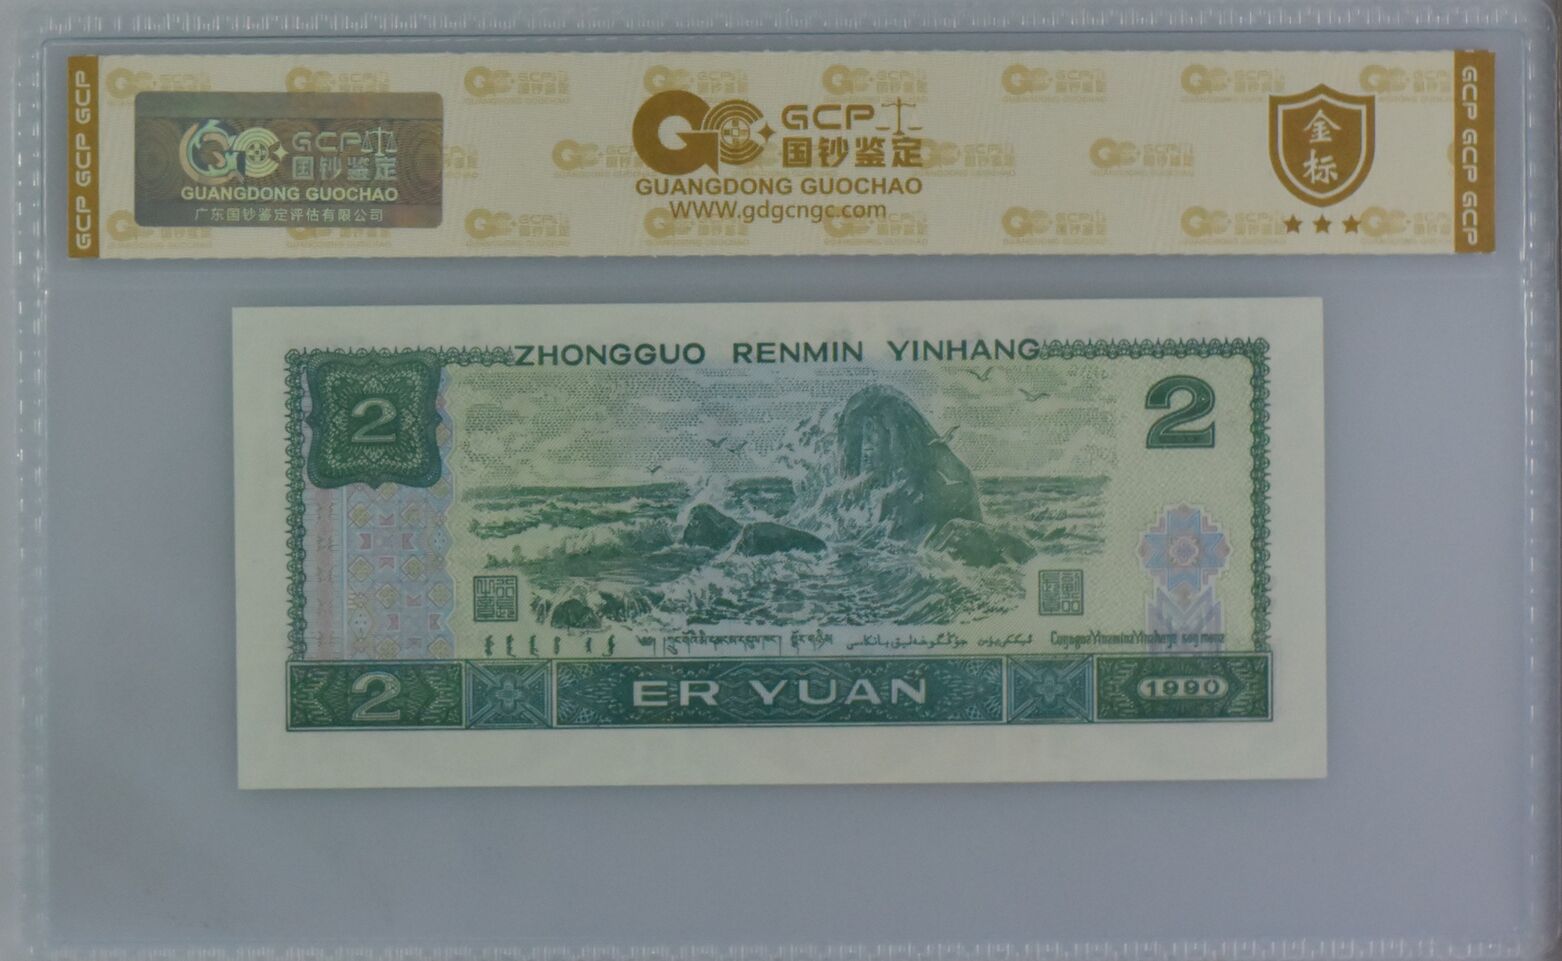 GCP GCP GCP
GCP 国钞鉴定
GUANGDONG GUOCHAO
广东国钞鉴定评估有限公司
GCP
国钞鉴定
GUANGDONG GUOCHAO
WWW.gdgcngc.com
金标
GCP GCP GCP
ZHONGGUO RENMIN YINHANG
2
2
2
ER YUAN
1990